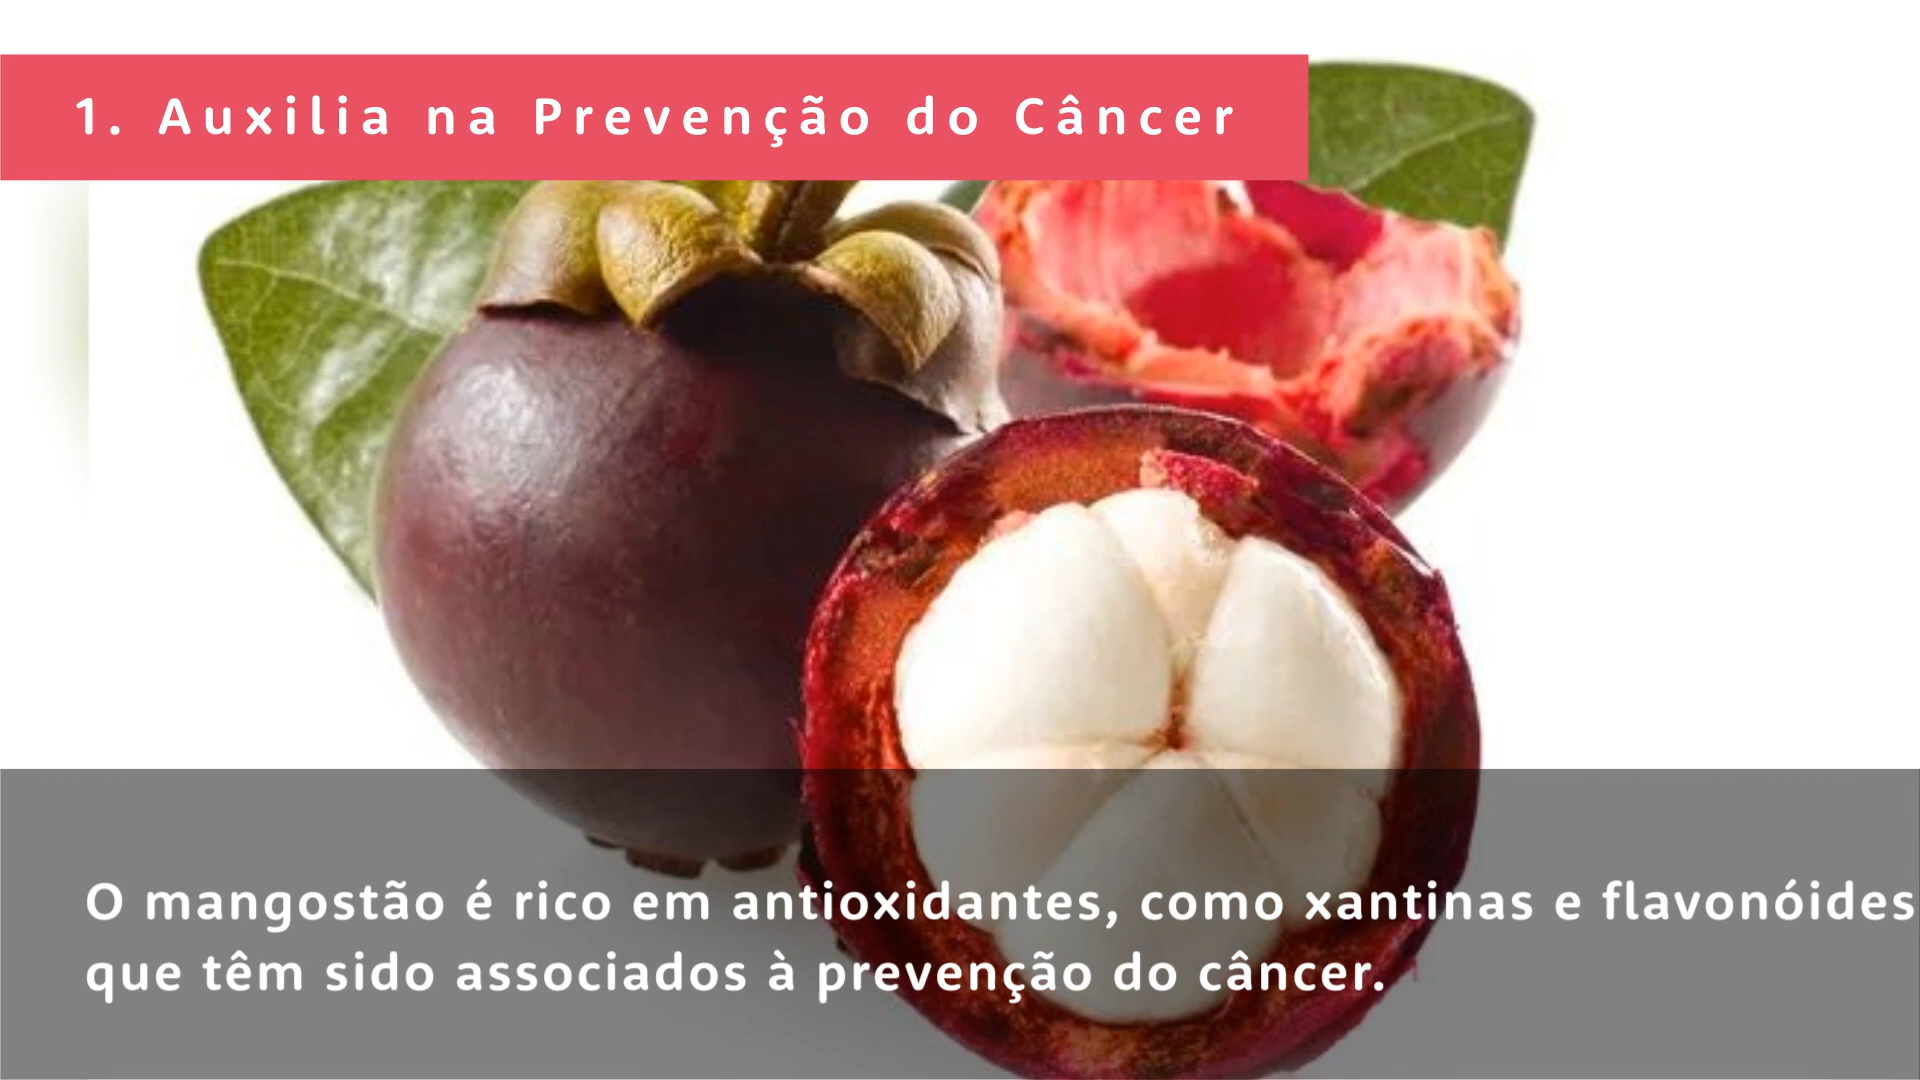 1. Auxilia na Prevenção do Câncer
O mangostão é rico em antioxidantes, como xantinas e flavonóides
que têm sido associados à prevenção do câncer.